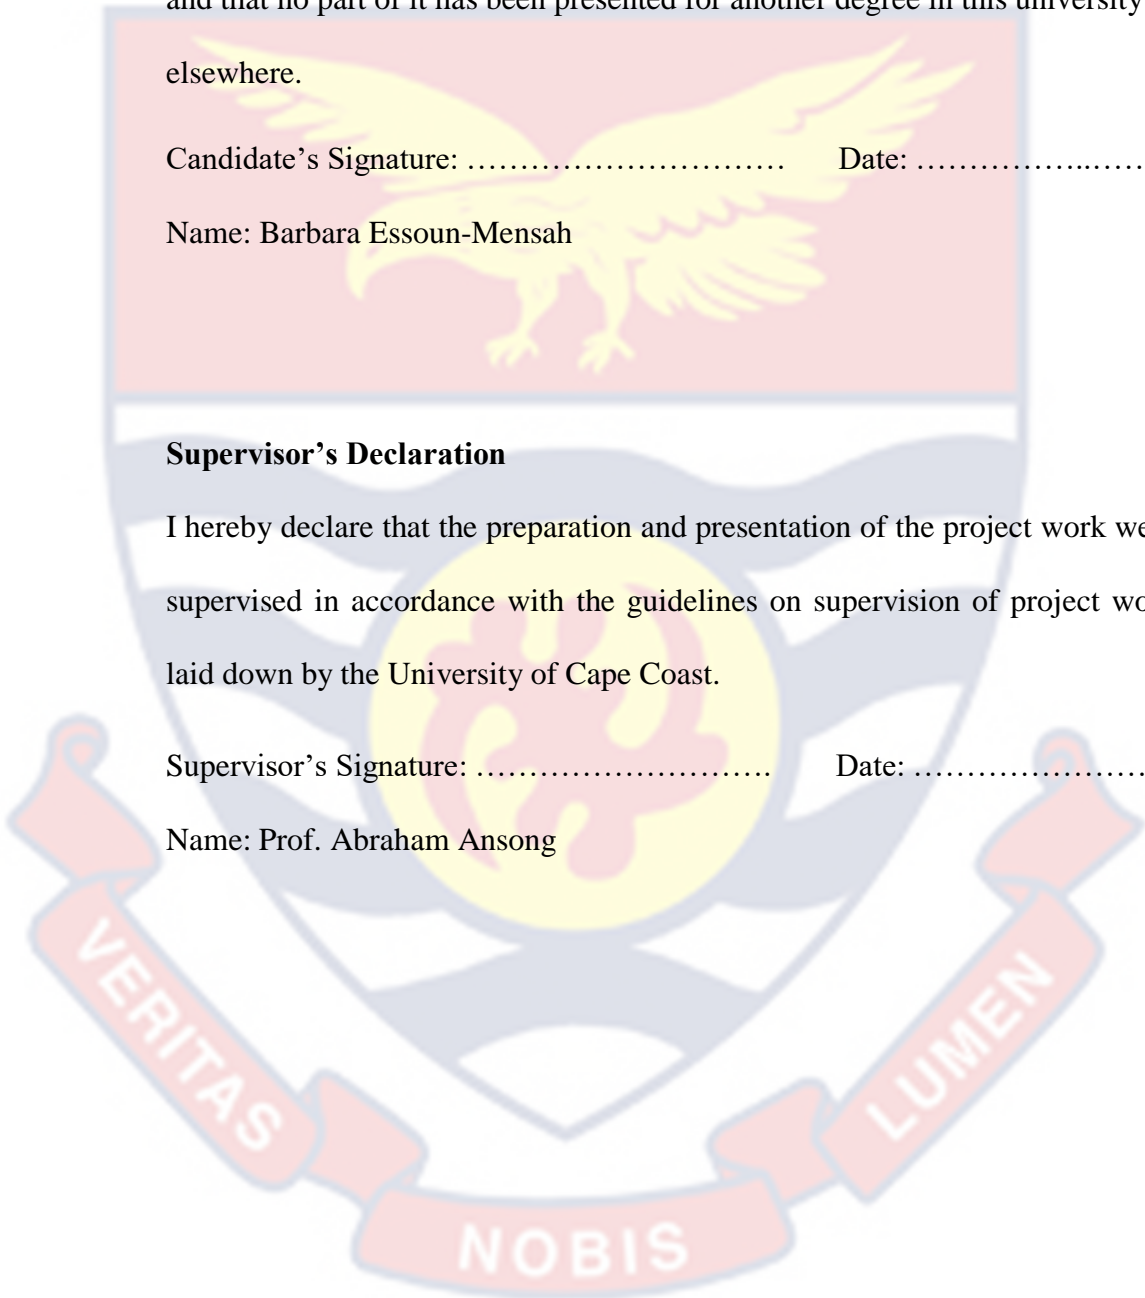 and that no part of it has been presented for another degree in this university
elsewhere.
Candidate’s Signature: ………………………… Date: ……………..……
Name: Barbara Essoun-Mensah
Supervisor’s Declaration
I hereby declare that the preparation and presentation of the project work we
supervised in accordance with the guidelines on supervision of project wo
laid down by the University of Cape Coast.
Supervisor’s Signature: ………………………. Date: …………………
Name: Prof. Abraham Ansong
VERITAS
NOBIS
LUMEN